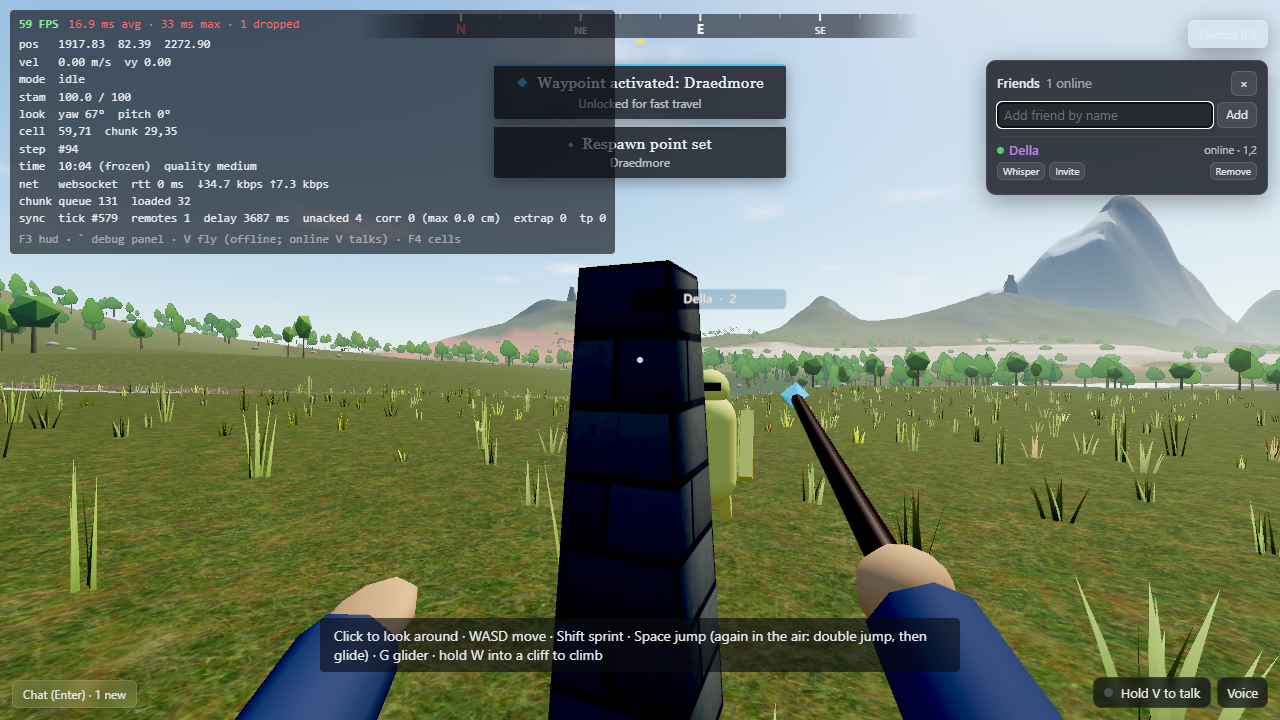 59 FPS 16.9 ms avg · 33 ms max · 1 dropped
pos 1917.83 82.39 2272.90
vel 0.00 m/s vy 0.00
mode idle
stam 100.0 / 100
look yaw 67° pitch 0°
cell 59,71 chunk 29,35
step #94
time 10:04 (frozen) quality medium
net websocket rtt 0 ms ↓34.7 kbps ↑7.3 kbps
chunk queue 131 loaded 32
sync tick #579 remotes 1 delay 3687 ms unacked 4 corr 0 (max 0.0 cm) extrap 0 tp 0
F3 hud · ` debug panel · V fly (offline; online V talks) · F4 cells
N NE E SE
Waypoint activated: Draedmore
Unlocked for fast travel
Respawn point set
Draedmore
Friends (O)
Friends 1 online ×
Add friend by name Add
Della online · 1,2
Whisper Invite Remove
Della · 2
Click to look around · WASD move · Shift sprint · Space jump (again in the air: double jump, then
glide) · G glider · hold W into a cliff to climb
Chat (Enter) · 1 new
Hold V to talk Voice